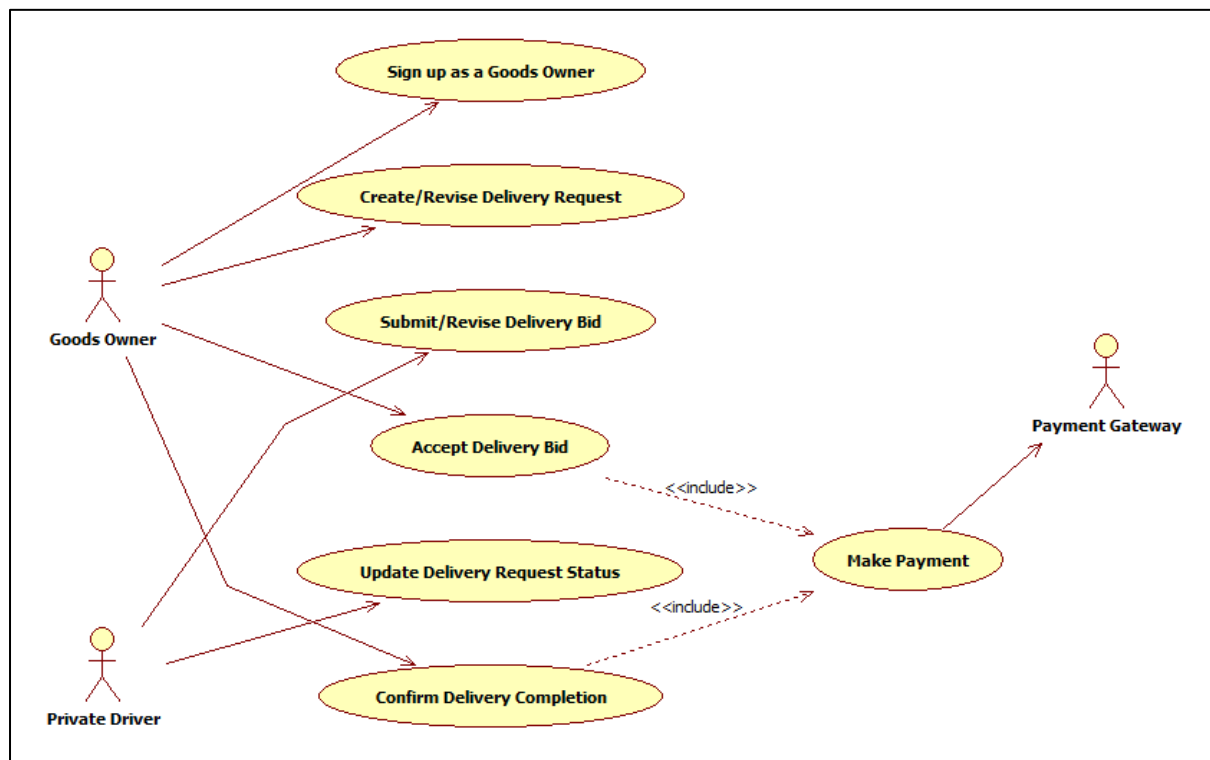 Sign up as a Goods Owner
Create/Revise Delivery Request
Goods Owner
Submit/Revise Delivery Bid
Payment Gateway
Accept Delivery Bid
<<include>>
Make Payment
Update Delivery Request Status
<<include>>
Confirm Delivery Completion
Private Driver